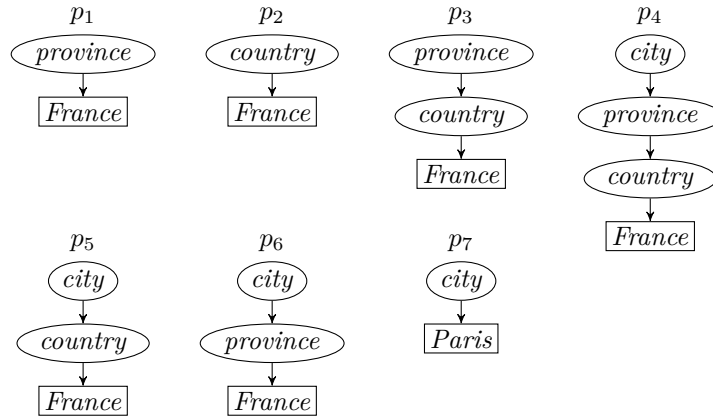 p1 p2 p3 p4
province country province city
France France country province
France country
France
p5 p6 p7
city city city
country province Paris
France France